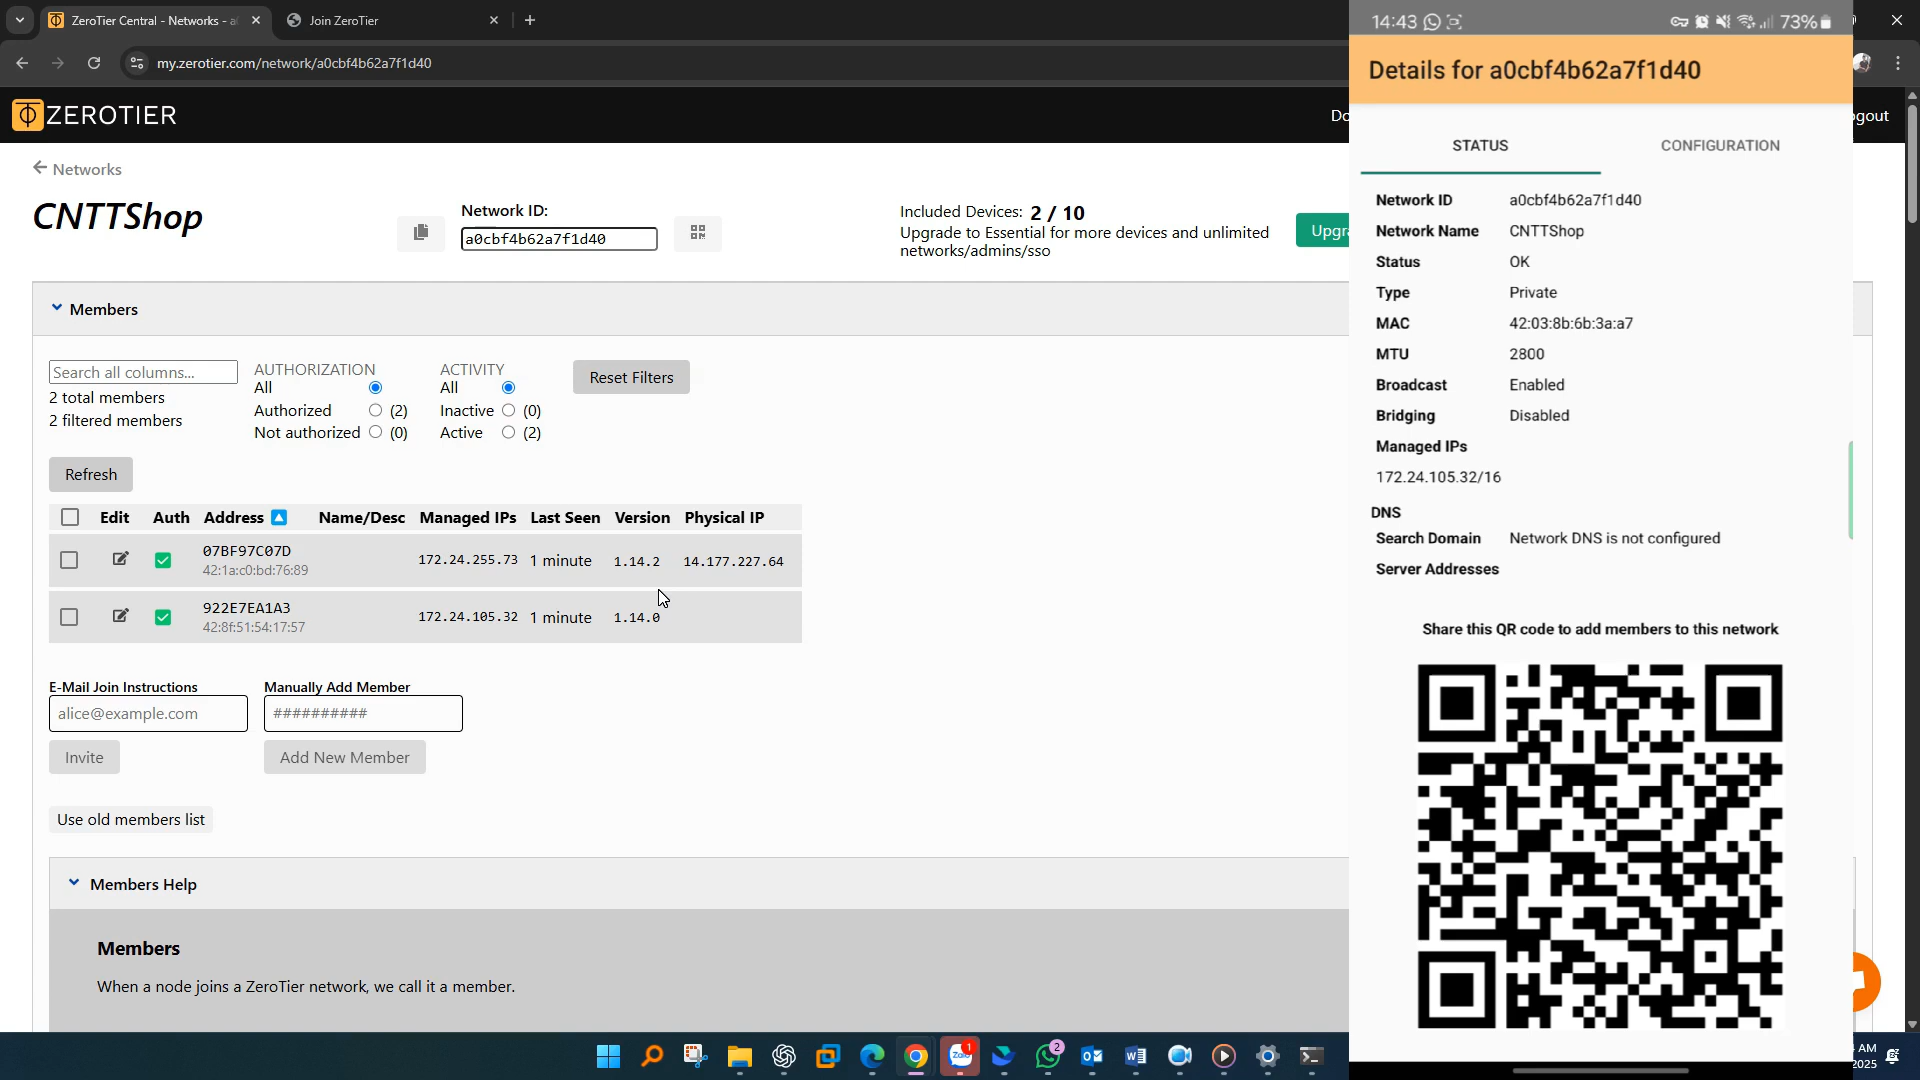 ZeroTier Central - Networks - a
Join ZeroTier
my.zerotier.com/network/a0cbf4b62a7f1d40
ZEROTIER
Do
gout
Networks
CNTTShop
Network ID:
a0cbf4b62a7f1d40
Included Devices: 2 / 10
Upgrade to Essential for more devices and unlimited
networks/admins/sso
Upgra
Members
Search all columns...
2 total members
2 filtered members
AUTHORIZATION
All
Authorized (2)
Not authorized (0)
ACTIVITY
All
Inactive (0)
Active (2)
Reset Filters
Refresh
Edit Auth Address Name/Desc Managed IPs Last Seen Version Physical IP
07BF97C07D
42:1a:c0:bd:76:89
172.24.255.73 1 minute 1.14.2 14.177.227.64
922E7EA1A3
42:8f:51:54:17:57
172.24.105.32 1 minute 1.14.0
E-Mail Join Instructions
alice@example.com
Invite
Manually Add Member
##########
Add New Member
Use old members list
Members Help
Members
When a node joins a ZeroTier network, we call it a member.
14:43
73%
Details for a0cbf4b62a7f1d40
STATUS
CONFIGURATION
Network ID a0cbf4b62a7f1d40
Network Name CNTTShop
Status OK
Type Private
MAC 42:03:8b:6b:3a:a7
MTU 2800
Broadcast Enabled
Bridging Disabled
Managed IPs
172.24.105.32/16
DNS
Search Domain Network DNS is not configured
Server Addresses
Share this QR code to add members to this network
Zalo
1
2
AM
2025